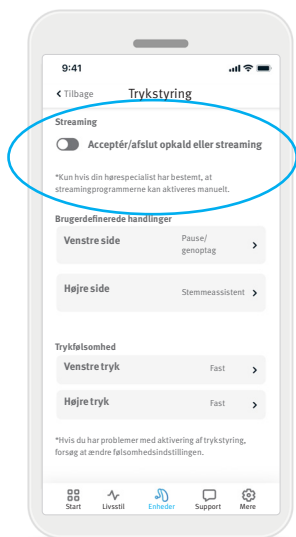 9:41
Tilbage Trykstyring
Streaming
Acceptér/afslut opkald eller streaming
*Kun hvis din hørespecialist har bestemt, at
streamingprogrammerne kan aktiveres manuelt.
Brugerdefinerede handlinger
Venstre side Pause/
genoptag
Højre side Stemmeassistent
Trykfølsomhed
Venstre tryk Fast
Højre tryk Fast
*Hvis du har problemer med aktivering af trykstyring,
forsøg at ændre følsomhedsindstillingen.
Start Livsstil Enheder Support Mere